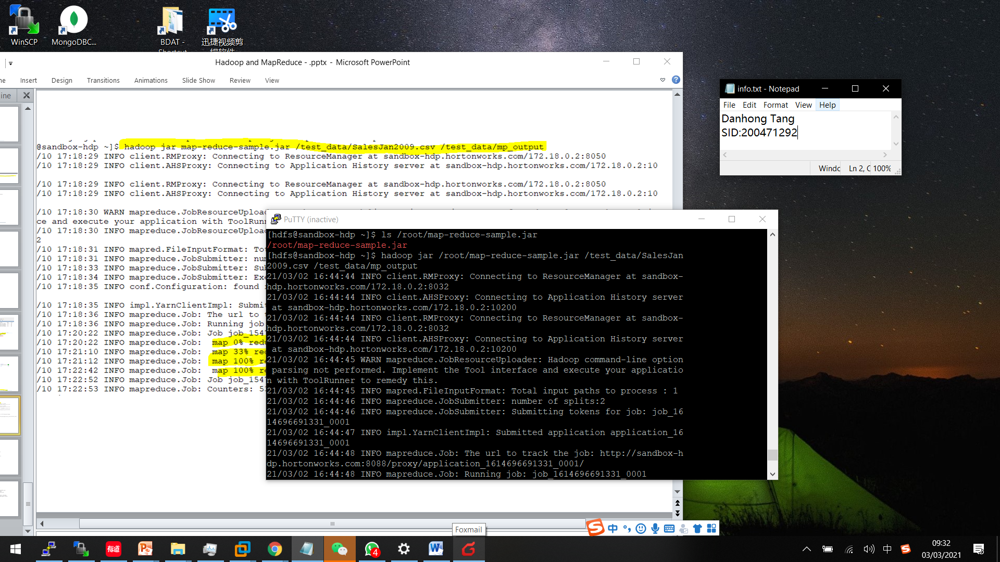 WinSCP
MongoDBC...
BDAT -
Shortcut
迅捷视频剪
辑软件
Hadoop and MapReduce - .pptx - Microsoft PowerPoint
Insert
Design
Transitions
Animations
Slide Show
Review
View
ine
@sandbox-hdp ~]$ hadoop jar map-reduce-sample.jar /test_data/SalesJan2009.csv /test_data/mp_output
/10 17:18:29 INFO client.RMProxy: Connecting to ResourceManager at sandbox-hdp.hortonworks.com/172.18.0.2:8050
/10 17:18:29 INFO client.AHSProxy: Connecting to Application History server at sandbox-hdp.hortonworks.com/172.18.0.2:10
/10 17:18:29 INFO client.RMProxy: Connecting to ResourceManager at sandbox-hdp.hortonworks.com/172.18.0.2:8050
/10 17:18:29 INFO client.AHSProxy: Connecting to Application History server at sandbox-hdp.hortonworks.com/172.18.0.2:10
/10 17:18:30 WARN mapreduce.JobResourceUploade
ce and execute your application with ToolRunn
/10 17:18:30 INFO mapreduce.JobResourceUploade
2
/10 17:18:31 INFO mapred.FileInputFormat: Tot
/10 17:18:31 INFO mapreduce.JobSubmitter: num
/10 17:18:33 INFO mapreduce.JobSubmitter: Sub
/10 17:18:34 INFO mapreduce.JobSubmitter: Exe
/10 17:18:35 INFO conf.Configuration: found
/10 17:18:35 INFO impl.YarnClientImpl: Submit
/10 17:18:36 INFO mapreduce.Job: The url to
/10 17:18:36 INFO mapreduce.Job: Running job
/10 17:20:22 INFO mapreduce.Job: Job job_154
/10 17:20:22 INFO mapreduce.Job: map 0% redu
/10 17:21:10 INFO mapreduce.Job: map 33% red
/10 17:21:12 INFO mapreduce.Job: map 100% re
/10 17:22:42 INFO mapreduce.Job: map 100% re
/10 17:22:52 INFO mapreduce.Job: Job job_154
/10 17:22:53 INFO mapreduce.Job: Counters: 5
PuTTY (inactive)
[hdfs@sandbox-hdp ~]$ ls /root/map-reduce-sample.jar
/root/map-reduce-sample.jar
[hdfs@sandbox-hdp ~]$ hadoop jar /root/map-reduce-sample.jar /test_data/SalesJan
2009.csv /test_data/mp_output
21/03/02 16:44:44 INFO client.RMProxy: Connecting to ResourceManager at sandbox-
hdp.hortonworks.com/172.18.0.2:8032
21/03/02 16:44:44 INFO client.AHSProxy: Connecting to Application History server
 at sandbox-hdp.hortonworks.com/172.18.0.2:10200
21/03/02 16:44:44 INFO client.RMProxy: Connecting to ResourceManager at sandbox-
hdp.hortonworks.com/172.18.0.2:8032
21/03/02 16:44:44 INFO client.AHSProxy: Connecting to Application History server
 at sandbox-hdp.hortonworks.com/172.18.0.2:10200
21/03/02 16:44:45 WARN mapreduce.JobResourceUploader: Hadoop command-line option
 parsing not performed. Implement the Tool interface and execute your applicatio
n with ToolRunner to remedy this.
21/03/02 16:44:45 INFO mapred.FileInputFormat: Total input paths to process : 1
21/03/02 16:44:46 INFO mapreduce.JobSubmitter: number of splits:2
21/03/02 16:44:46 INFO mapreduce.JobSubmitter: Submitting tokens for job: job_16
14696691331_0001
21/03/02 16:44:47 INFO impl.YarnClientImpl: Submitted application application_16
14696691331_0001
21/03/02 16:44:48 INFO mapreduce.Job: The url to track the job: http://sandbox-h
dp.hortonworks.com:8088/proxy/application_1614696691331_0001/
21/03/02 16:44:48 INFO mapreduce.Job: Running job: job_1614696691331_0001
info.txt - Notepad
File Edit Format View Help
Danhong Tang
SID:200471292
Windc Ln 2, C 100%
Foxmail
中
有道
4
中
09:32
03/03/2021